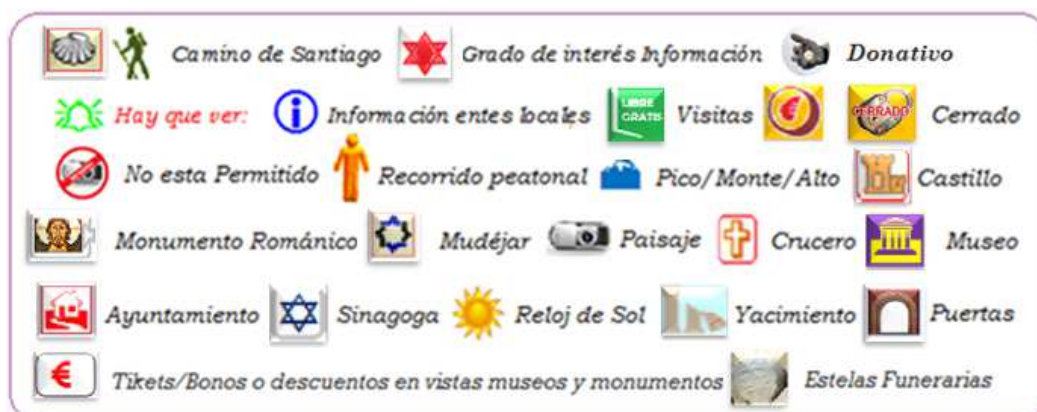 Camino de Santiago Grado de interés Información Donativo
Hay que ver: Información entes locales LIBRE GRATIS Visitas € CERRADO Cerrado
No esta Permitido Recorrido peatonal Pico/Monte/Alto Castillo
Monumento Románico Mudéjar Paisaje Crucero Museo
Ayuntamiento Sinagoga Reloj de Sol Yacimiento Puertas
€ Tikets/Bonos o descuentos en vistas museos y monumentos Estelas Funerarias